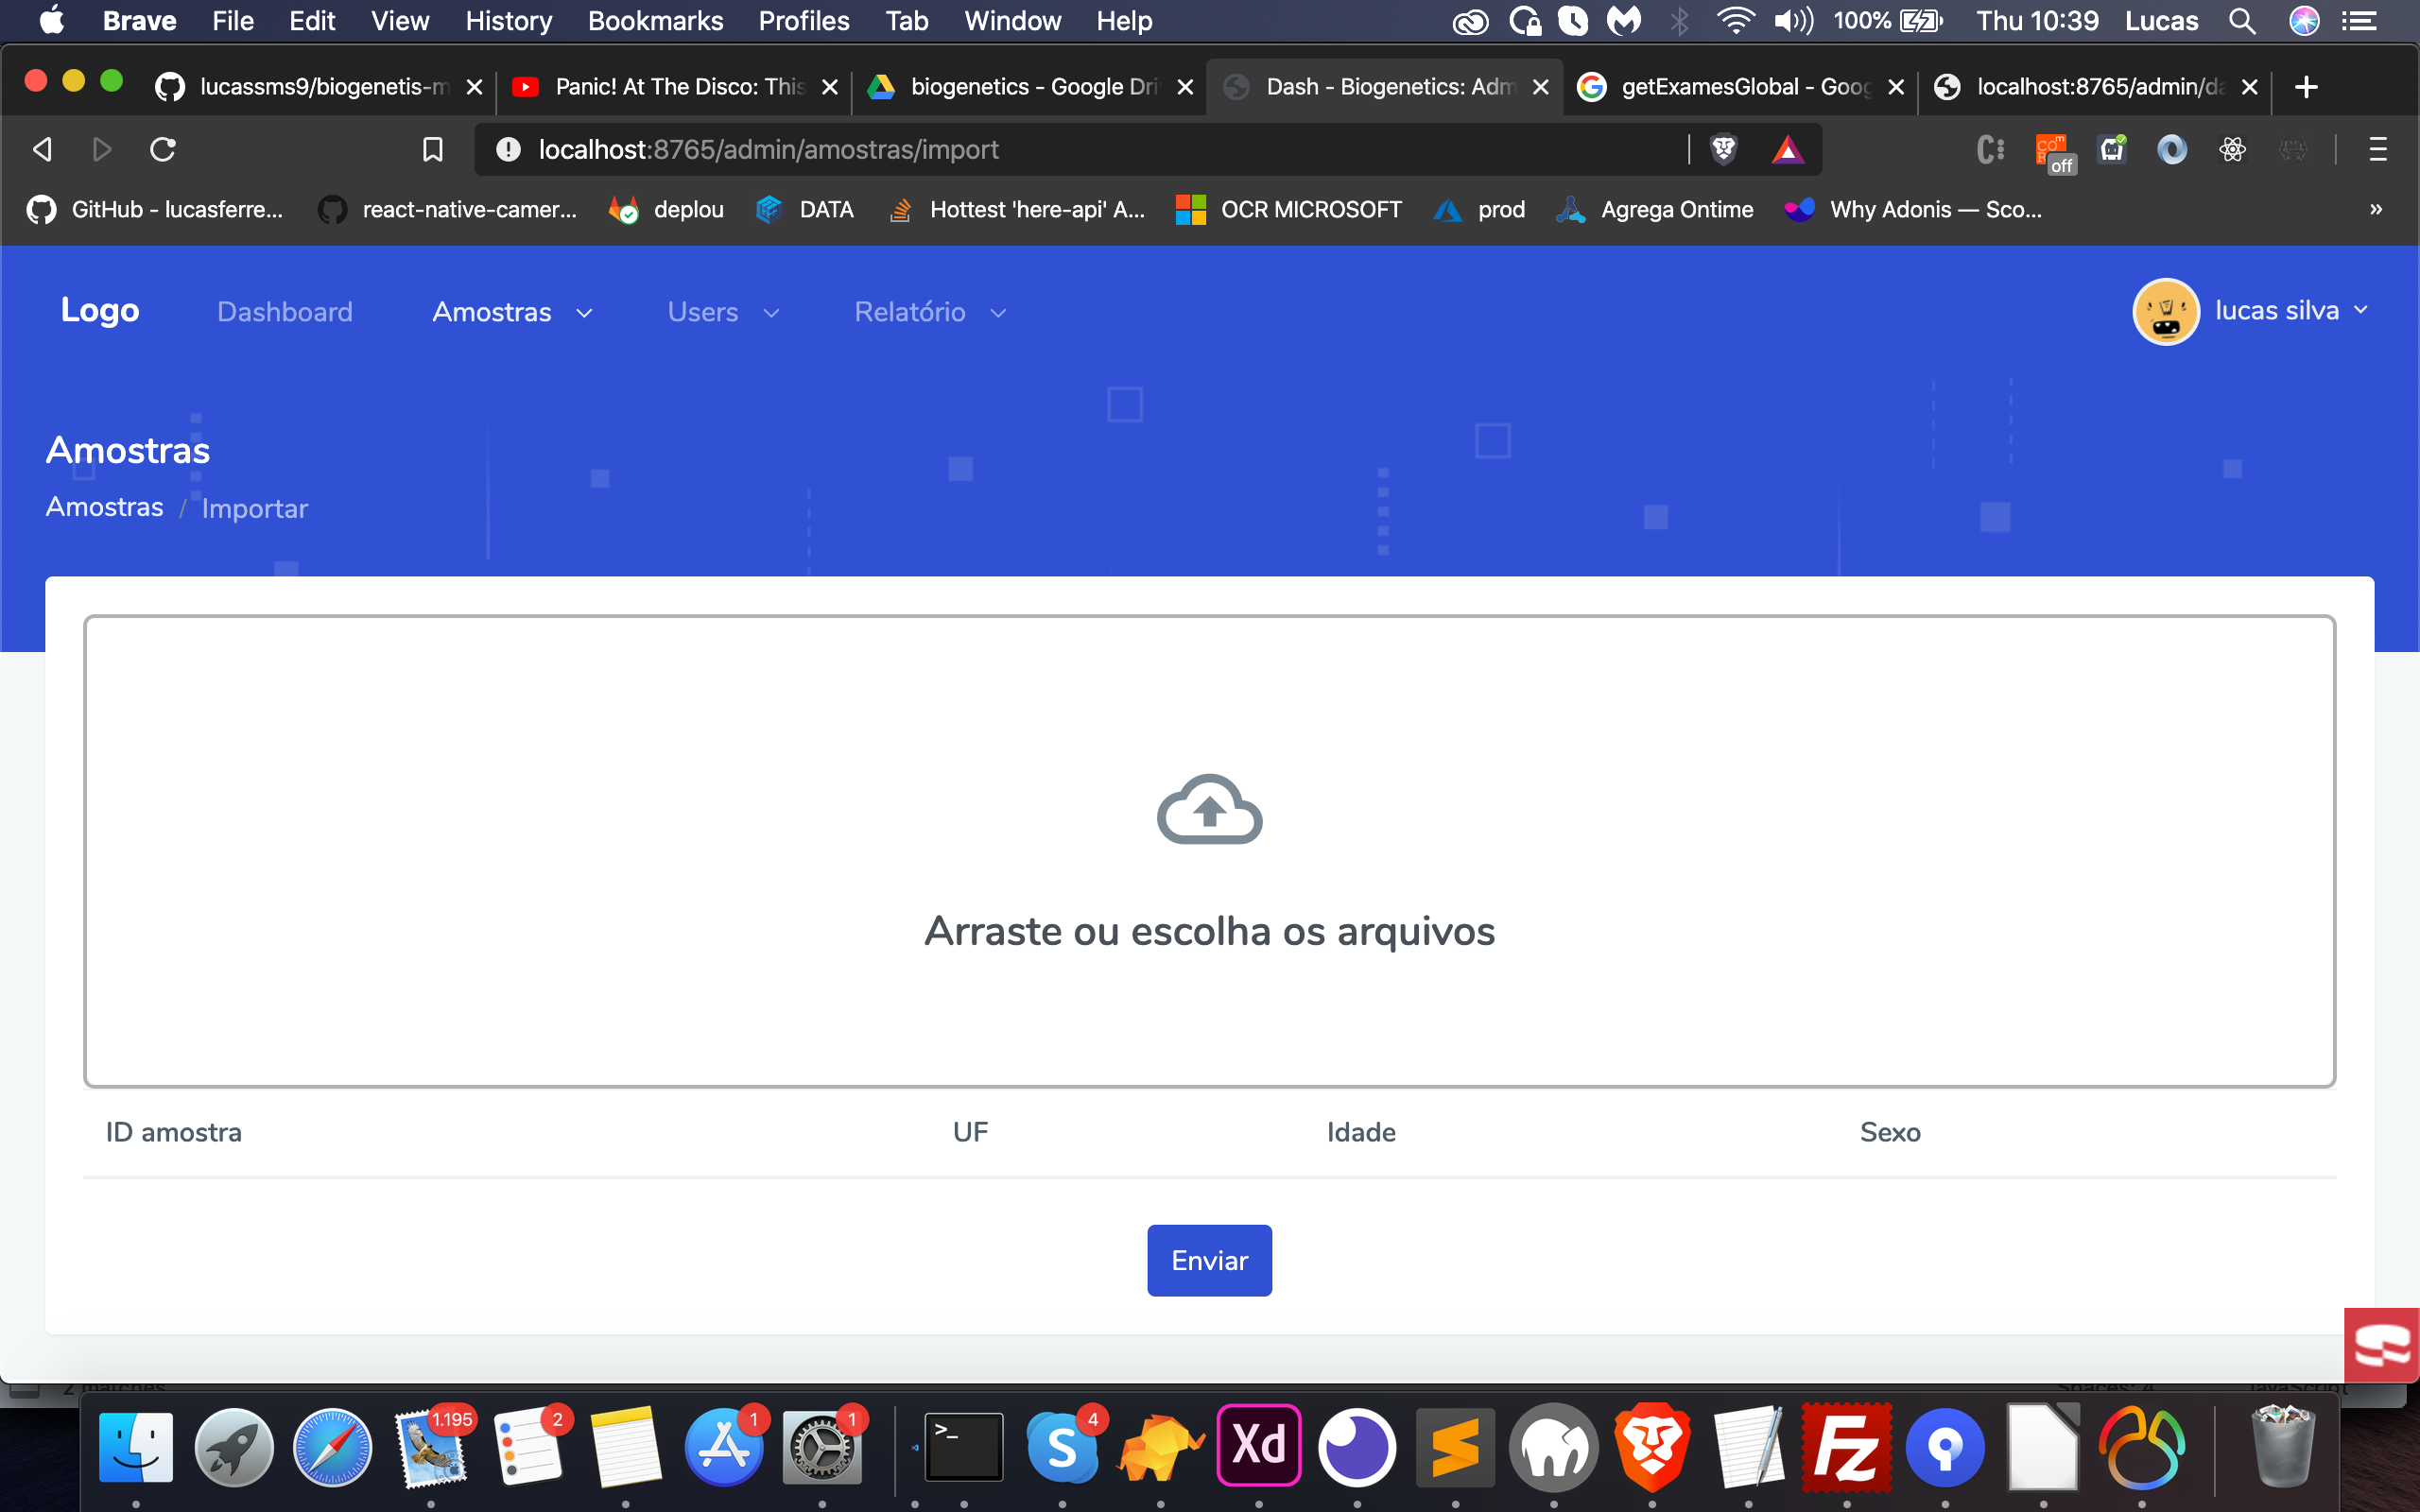 Brave File Edit View History Bookmarks Profiles Tab Window Help 100% Thu 10:39 Lucas
lucassms9/biogenetis-m Panic! At The Disco: This biogenetics - Google Dri Dash - Biogenetics: Adm getExamesGlobal - Goog localhost:8765/admin/da
localhost:8765/admin/amostras/import off
GitHub - lucasferre... react-native-camer... deplou DATA Hottest 'here-api' A... OCR MICROSOFT prod Agrega Ontime Why Adonis — Sco... »
Logo Dashboard Amostras Users Relatório lucas silva
Amostras
Amostras / Importar
Arraste ou escolha os arquivos
ID amostra UF Idade Sexo
Enviar
1.195 2 1 1 >_ S 4 Xd Fz